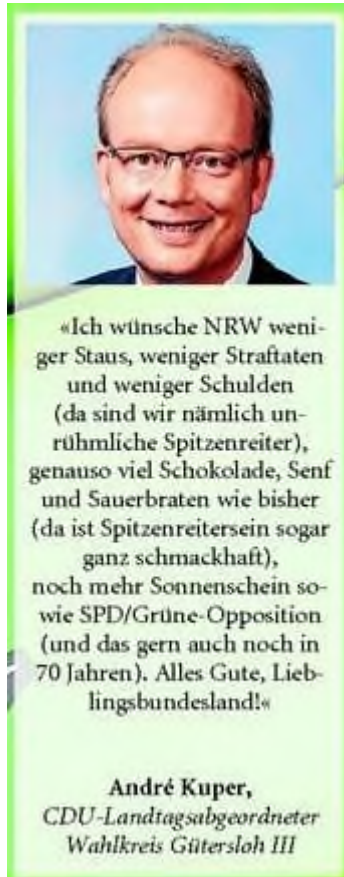 «Ich wünsche NRW weni-
ger Staus, weniger Straftaten
und weniger Schulden
(da sind wir nämlich un-
rühmliche Spitzenreiter),
genauso viel Schokolade, Senf
und Sauerbraten wie bisher
(da ist Spitzenreitersein sogar
ganz schmackhaft),
noch mehr Sonnenschein so-
wie SPD/Grüne-Opposition
(und das gern auch noch in
70 Jahren). Alles Gute, Lieb-
lingsbundesland!«
André Kuper,
CDU-Landtagsabgeordneter
Wahlkreis Gütersloh III